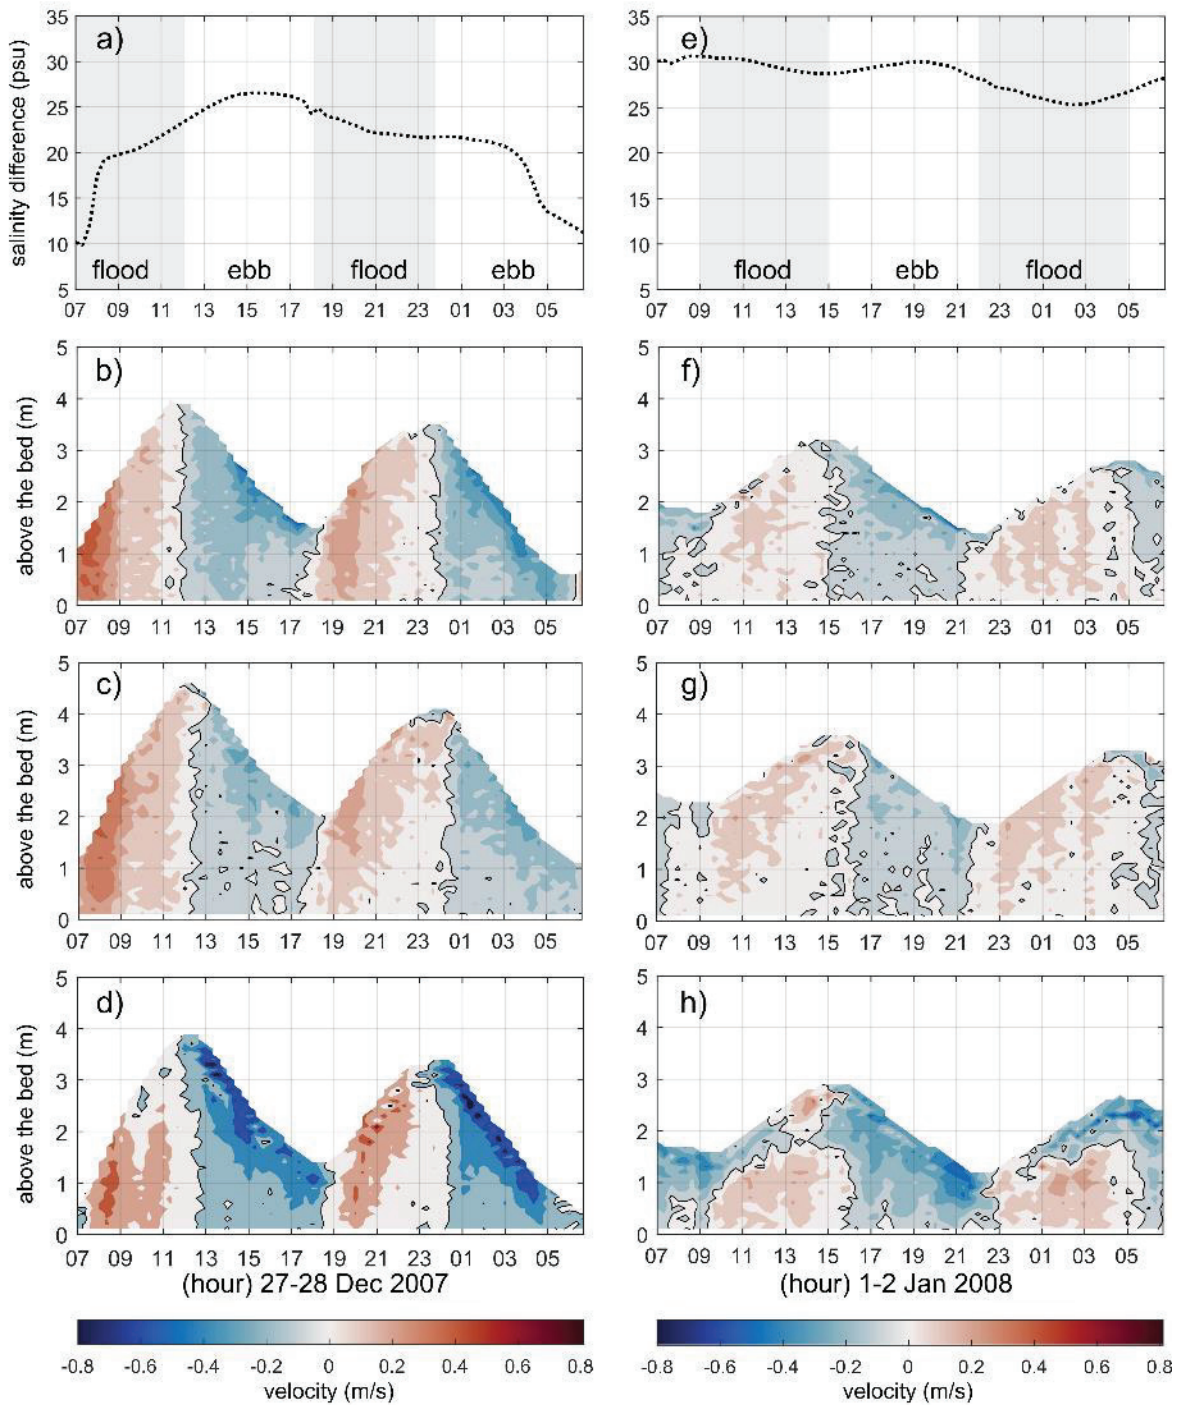 a)
salinity difference (psu)
35
30
25
20
15
10
5
flood ebb flood ebb
07 09 11 13 15 17 19 21 23 01 03 05
e)
35
30
25
20
15
10
5
flood ebb flood
07 09 11 13 15 17 19 21 23 01 03 05
b)
above the bed (m)
5
4
3
2
1
0
07 09 11 13 15 17 18 21 23 01 03 05
f)
5
4
3
2
1
0
07 09 11 13 15 17 19 21 23 01 03 05
c)
above the bed (m)
5
4
3
2
1
0
07 09 11 13 15 17 19 21 23 01 03 05
g)
5
4
3
2
1
0
07 09 11 13 15 17 19 21 23 01 03 05
d)
above the bed (m)
5
4
3
2
1
0
07 09 11 13 15 17 19 21 23 01 03 05
(hour) 27-28 Dec 2007
h)
5
4
3
2
1
0
07 09 11 13 15 17 19 21 23 01 03 05
(hour) 1-2 Jan 2008
-0.8 -0.6 -0.4 -0.2 0 0.2 0.4 0.6 0.8
velocity (m/s)
-0.8 -0.6 -0.4 -0.2 0 0.2 0.4 0.6 0.8
velocity (m/s)